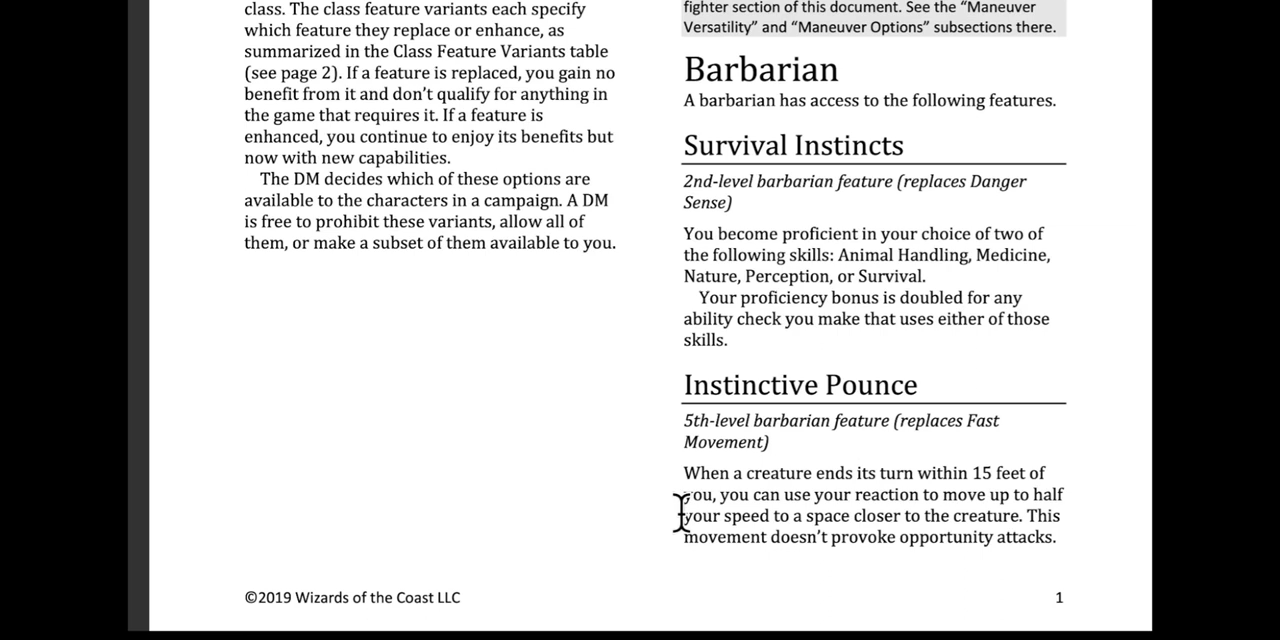 class. The class feature variants each specify
which feature they replace or enhance, as
summarized in the Class Feature Variants table
(see page 2). If a feature is replaced, you gain no
benefit from it and don’t qualify for anything in
the game that requires it. If a feature is
enhanced, you continue to enjoy its benefits but
now with new capabilities.
The DM decides which of these options are
available to the characters in a campaign. A DM
is free to prohibit these variants, allow all of
them, or make a subset of them available to you.
fighter section of this document. See the “Maneuver
Versatility” and “Maneuver Options” subsections there.
Barbarian
A barbarian has access to the following features.
Survival Instincts
2nd-level barbarian feature (replaces Danger
Sense)
You become proficient in your choice of two of
the following skills: Animal Handling, Medicine,
Nature, Perception, or Survival.
Your proficiency bonus is doubled for any
ability check you make that uses either of those
skills.
Instinctive Pounce
5th-level barbarian feature (replaces Fast
Movement)
When a creature ends its turn within 15 feet of
you, you can use your reaction to move up to half
your speed to a space closer to the creature. This
movement doesn’t provoke opportunity attacks.
©2019 Wizards of the Coast LLC
1